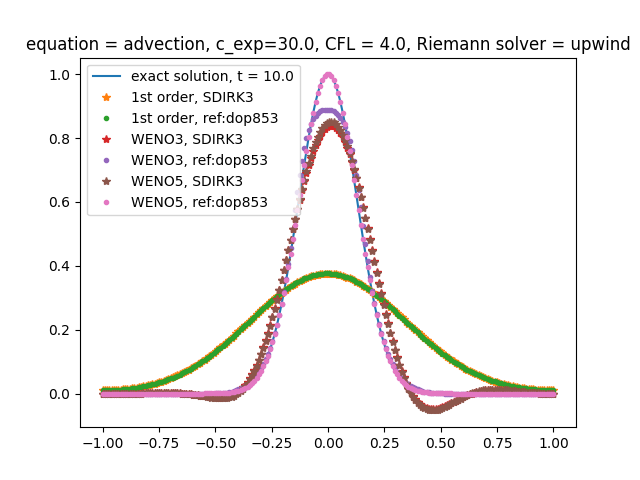 equation = advection, c_exp=30.0, CFL = 4.0, Riemann solver = upwind
exact solution, t = 10.0
1st order, SDIRK3
1st order, ref:dop853
WENO3, SDIRK3
WENO3, ref:dop853
WENO5, SDIRK3
WENO5, ref:dop853
1.0
0.8
0.6
0.4
0.2
0.0
−1.00 −0.75 −0.50 −0.25 0.00 0.25 0.50 0.75 1.00